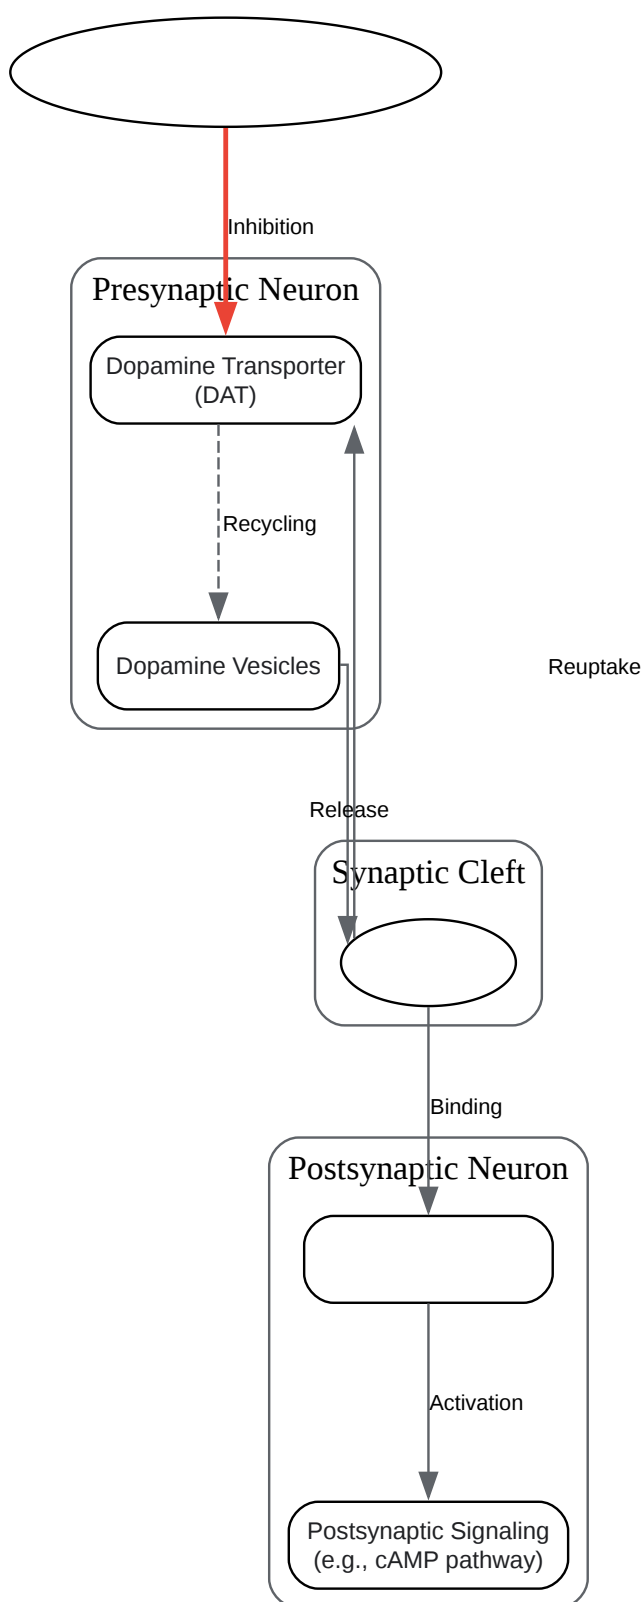 Inhibition
Presynaptic Neuron
Dopamine Transporter
(DAT)
Recycling
Dopamine Vesicles
Reuptake
Release
Synaptic Cleft
Binding
Postsynaptic Neuron
Activation
Postsynaptic Signaling
(e.g., cAMP pathway)